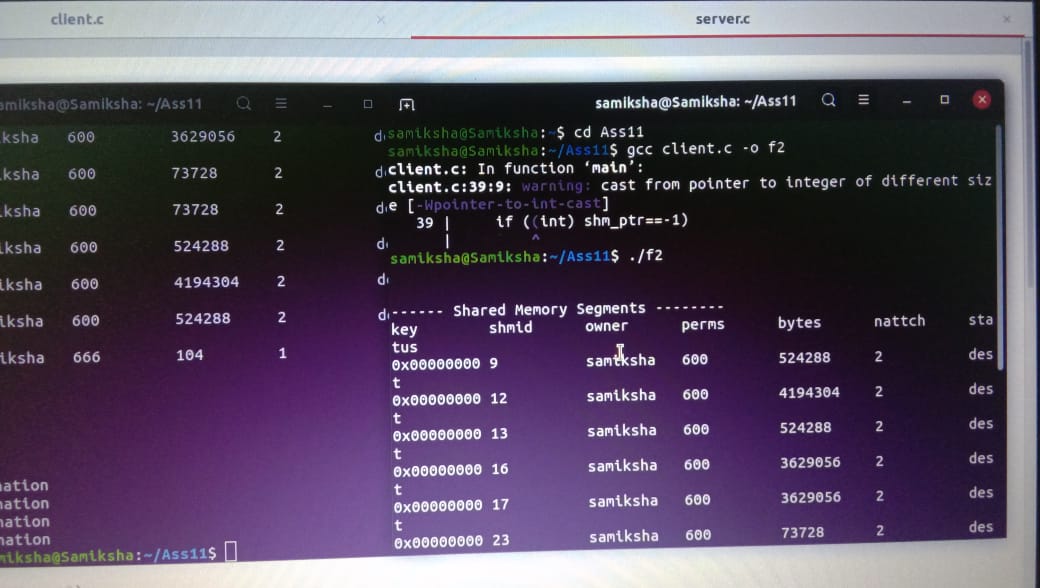 client.c
server.c
amiksha@Samiksha: ~/Ass11
iksha 600 3629056 2 d
iksha 600 73728 2 d
iksha 600 73728 2 d
iksha 600 524288 2 d
iksha 600 4194304 2 d
iksha 600 524288 2 d
iksha 666 104 1
mation
mation
mation
mation
miksha@Samiksha:~/Ass11$
samiksha@Samiksha: ~/Ass11
samiksha@Samiksha:~$ cd Ass11
samiksha@Samiksha:~/Ass11$ gcc client.c -o f2
client.c: In function ‘main’:
client.c:39:9: warning: cast from pointer to integer of different siz
e [-Wpointer-to-int-cast]
39 | if ((int) shm_ptr==-1)
| ^
samiksha@Samiksha:~/Ass11$ ./f2
------ Shared Memory Segments --------
key shmid owner perms bytes nattch sta
tus
0x00000000 9 samiksha 600 524288 2 des
t
0x00000000 12 samiksha 600 4194304 2 des
t
0x00000000 13 samiksha 600 524288 2 des
t
0x00000000 16 samiksha 600 3629056 2 des
t
0x00000000 17 samiksha 600 3629056 2 des
t
0x00000000 23 samiksha 600 73728 2 des